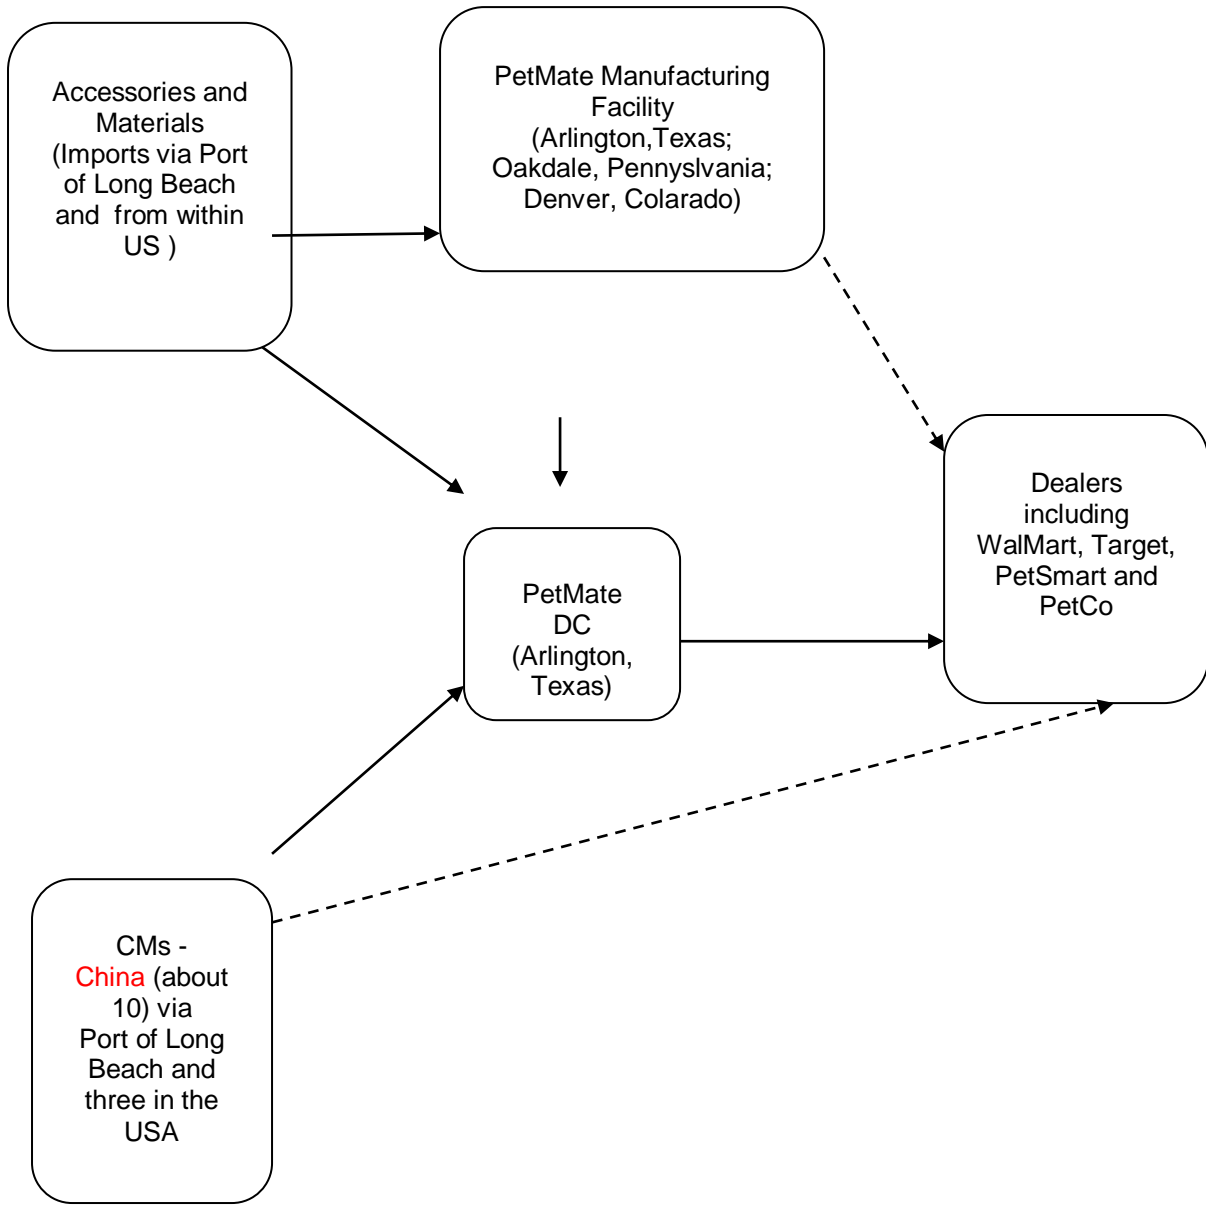 Accessories and
Materials
(Imports via Port
of Long Beach
and from within
US )
PetMate Manufacturing
Facility
(Arlington,Texas;
Oakdale, Pennyslvania;
Denver, Colarado)
Dealers
including
WalMart, Target,
PetSmart and
PetCo
PetMate
DC
(Arlington,
Texas)
CMs -
China (about
10) via
Port of Long
Beach and
three in the
USA